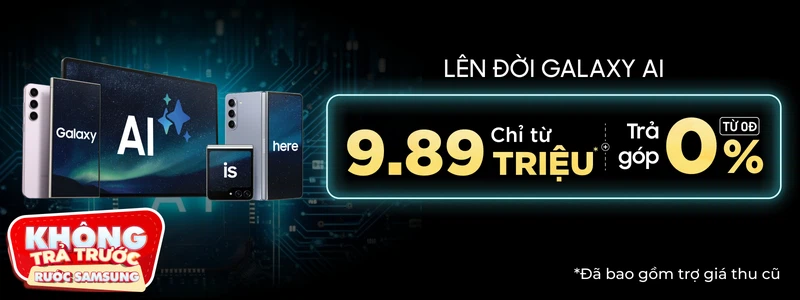 LÊN ĐỜI GALAXY AI
Galaxy AI is here
9.89 Chỉ từ TRIỆU*
Trả góp 0% TỪ 0Đ
KHÔNG
TRẢ TRƯỚC
RƯỚC SAMSUNG
*Đã bao gồm trợ giá thu cũ